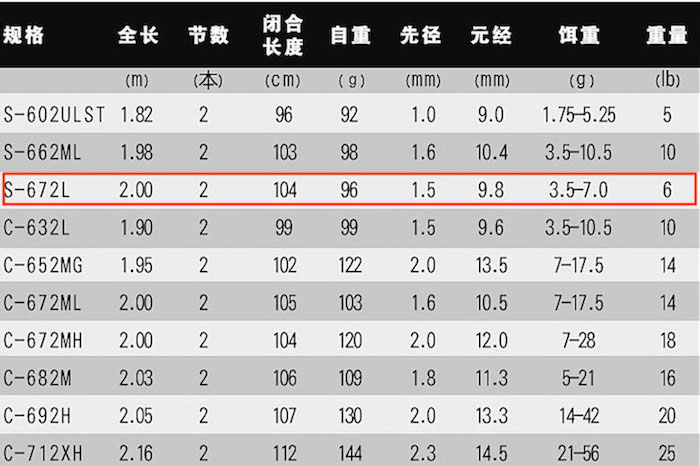 规格 全长 节数 闭合长度 自重 先径 元经 饵重 重量
(m) (本) (cm) (g) (mm) (mm) (g) (lb)
S-602ULST 1.82 2 96 92 1.0 9.0 1.75-5.25 5
S-662ML 1.98 2 103 98 1.6 10.4 3.5-10.5 10
S-672L 2.00 2 104 96 1.5 9.8 3.5-7.0 6
C-632L 1.90 2 99 99 1.5 9.6 3.5-10.5 10
C-652MG 1.95 2 102 122 2.0 13.5 7-17.5 14
C-672ML 2.00 2 105 103 1.6 10.5 7-17.5 14
C-672MH 2.00 2 104 120 2.0 12.0 7-28 18
C-682M 2.03 2 106 109 1.8 11.3 5-21 16
C-692H 2.05 2 107 130 2.0 13.3 14-42 20
C-712XH 2.16 2 112 144 2.3 14.5 21-56 25